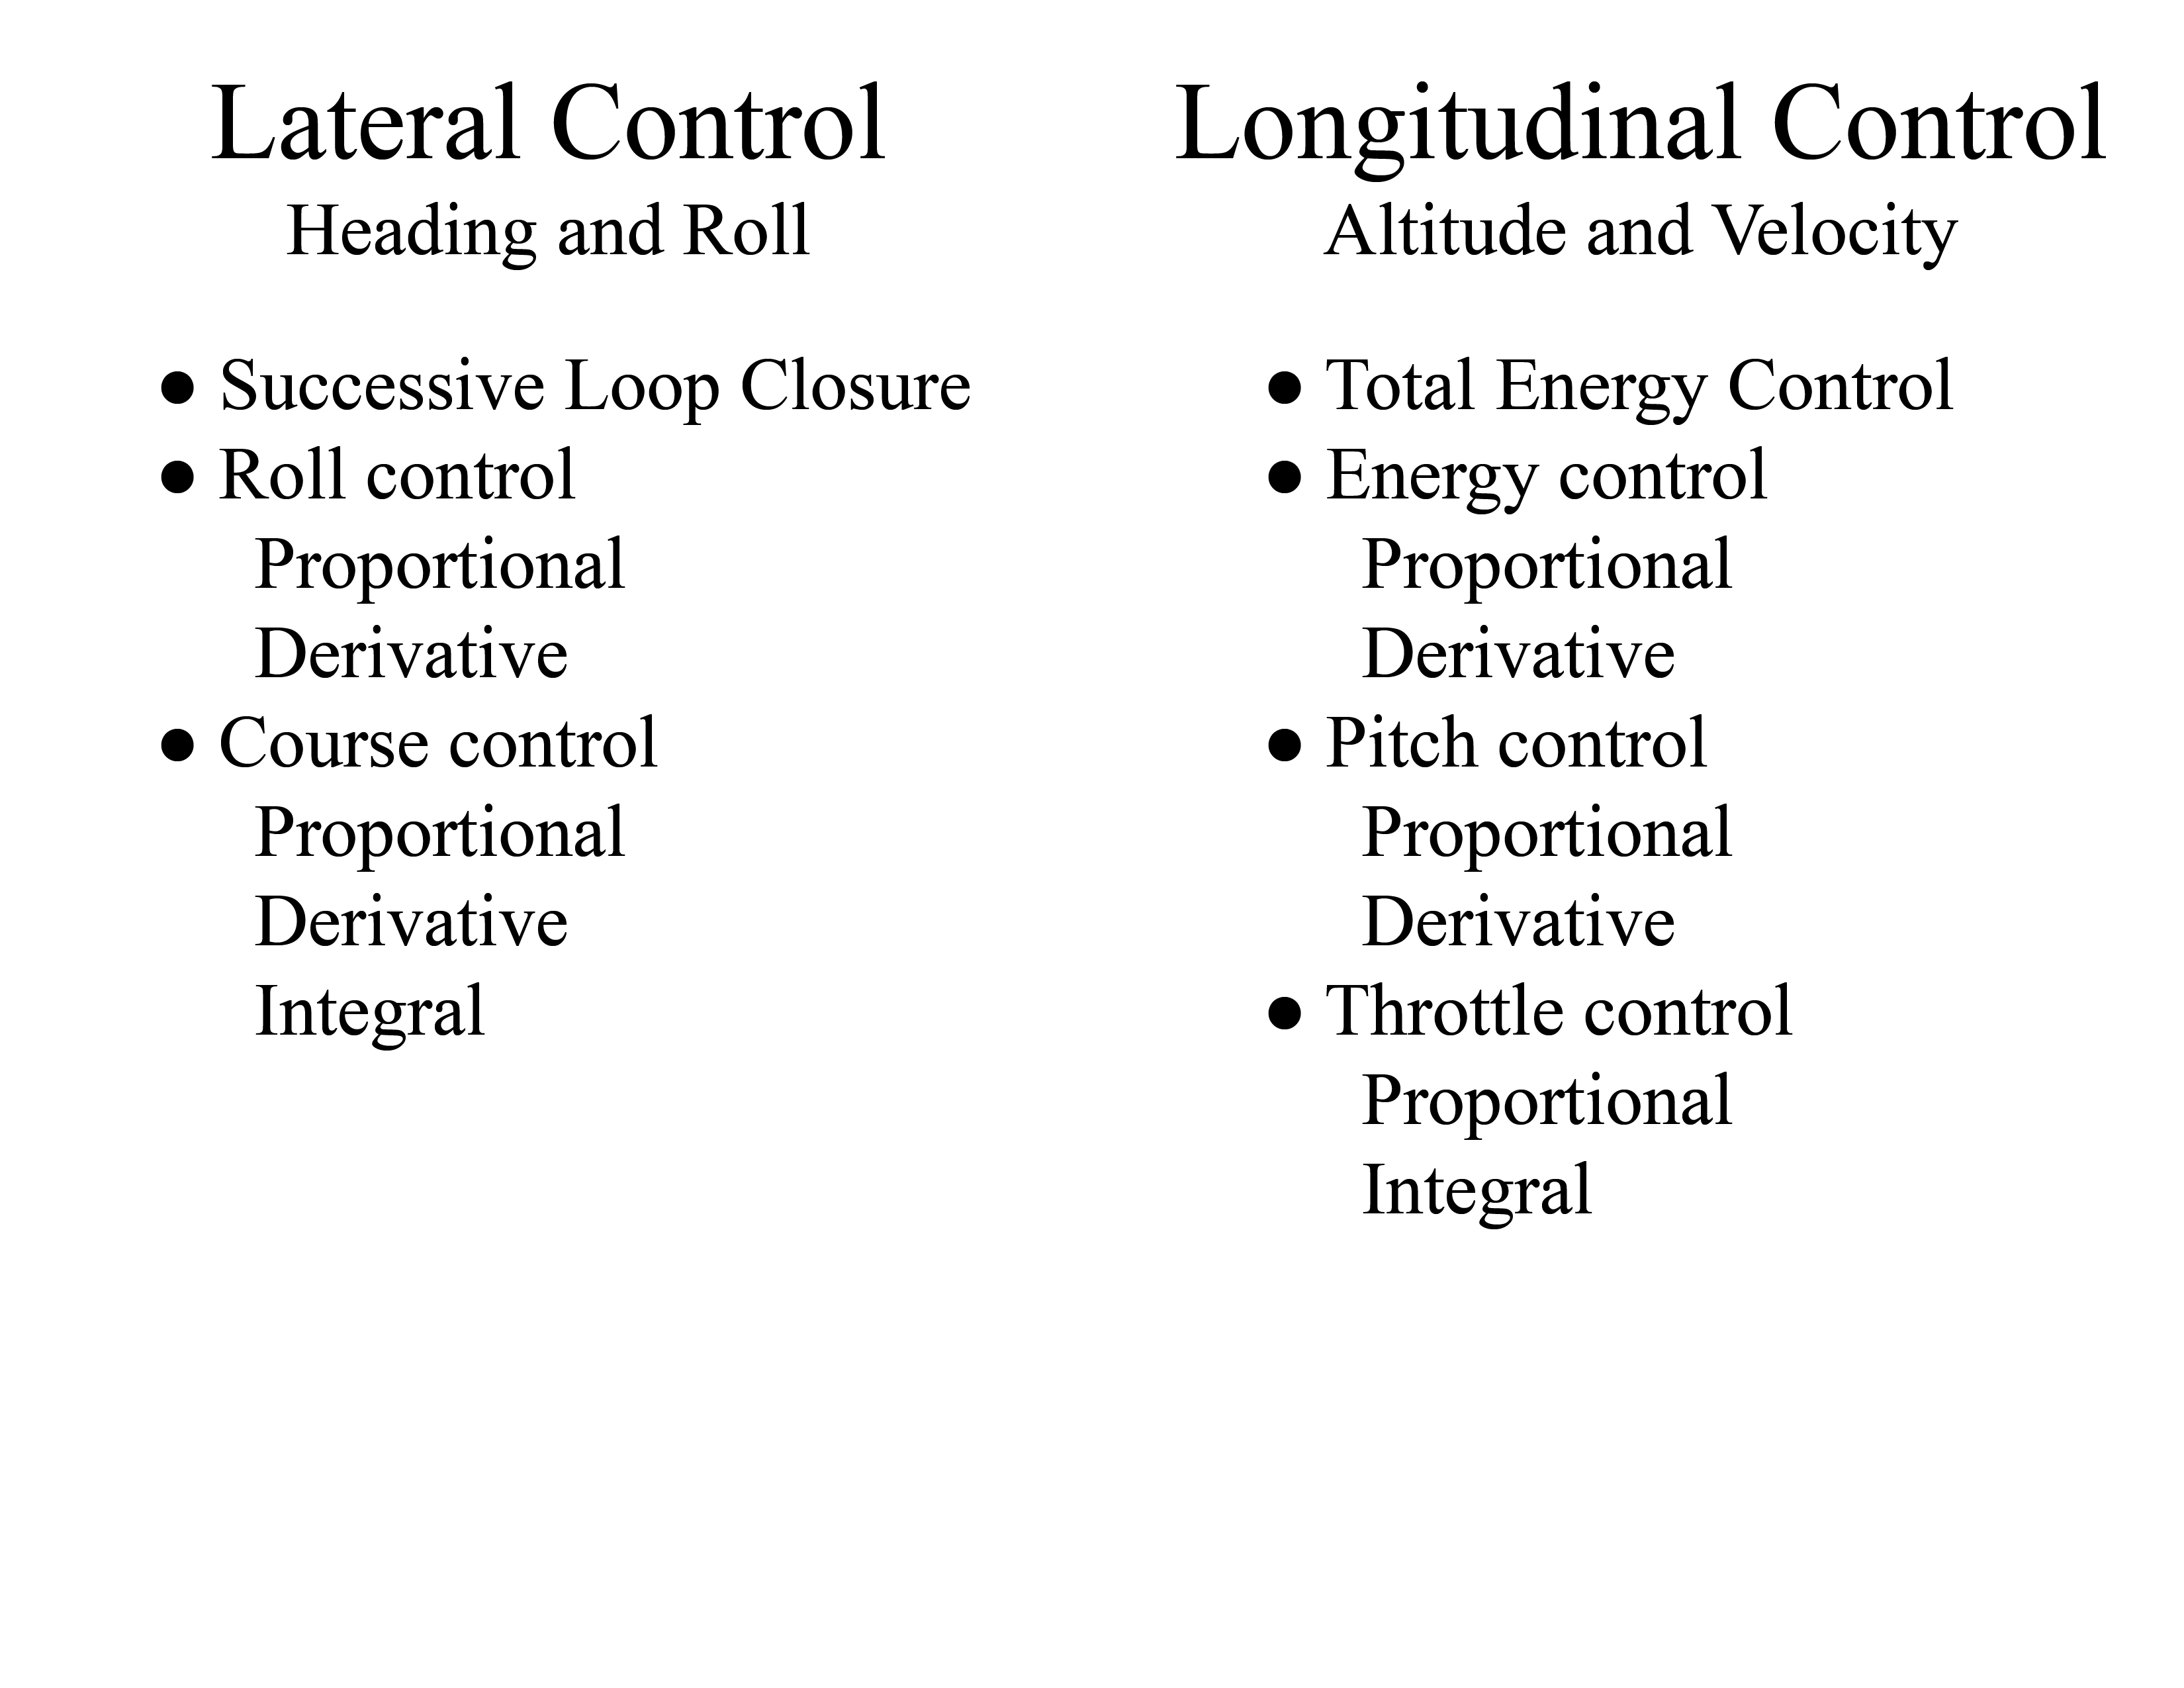 Lateral Control
Heading and Roll
● Successive Loop Closure
● Roll control
Proportional
Derivative
● Course control
Proportional
Derivative
Integral
Longitudinal Control
Altitude and Velocity
● Total Energy Control
● Energy control
Proportional
Derivative
● Pitch control
Proportional
Derivative
● Throttle control
Proportional
Integral